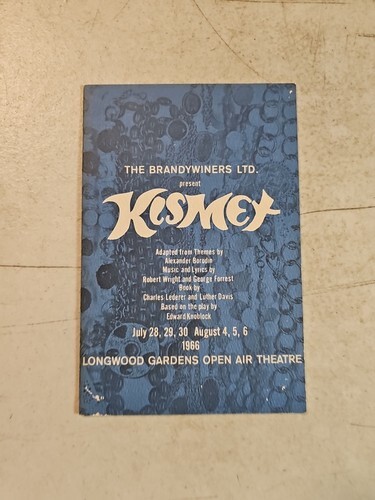 THE BRANDYWINERS LTD.
present
KISMET
Adapted from Themes by
Alexander Borodin
Music and Lyrics by
Robert Wright and George Forrest
Book by
Charles Lederer and Luther Davis
Based on the play by
Edward Knoblock
July 28, 29, 30 August 4, 5, 6
1966
LONGWOOD GARDENS OPEN AIR THEATRE